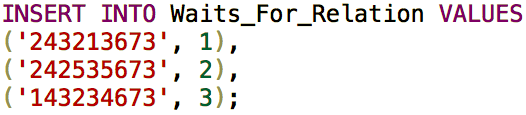 INSERT INTO Waits_For_Relation VALUES
('243213673', 1),
('242535673', 2),
('143234673', 3);